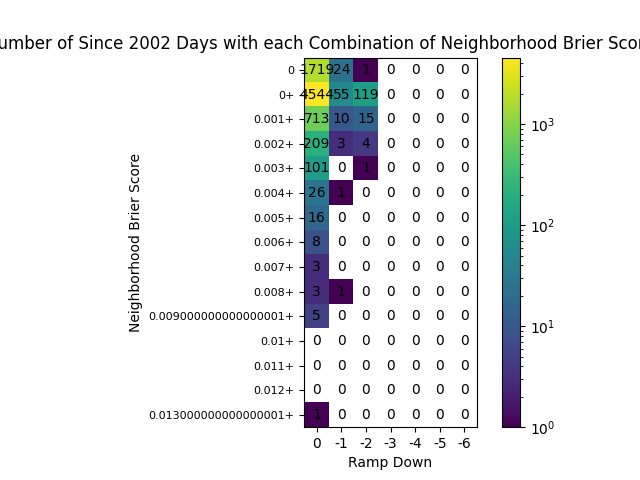 umber of Since 2002 Days with each Combination of Neighborhood Brier Scor
0 1719 24 1 0 0 0 0
0+ 4544 55 119 0 0 0 0
0.001+ 713 10 15 0 0 0 0
0.002+ 209 3 4 0 0 0 0
0.003+ 101 0 1 0 0 0 0
0.004+ 26 1 0 0 0 0 0
0.005+ 16 0 0 0 0 0 0
0.006+ 8 0 0 0 0 0 0
0.007+ 3 0 0 0 0 0 0
0.008+ 3 1 0 0 0 0 0
0.009000000000000001+ 5 0 0 0 0 0 0
0.01+ 0 0 0 0 0 0 0
0.011+ 0 0 0 0 0 0 0
0.012+ 0 0 0 0 0 0 0
0.013000000000000001+ 1 0 0 0 0 0 0
0 -1 -2 -3 -4 -5 -6
Ramp Down
Neighborhood Brier Score
10³
10²
10¹
10⁰